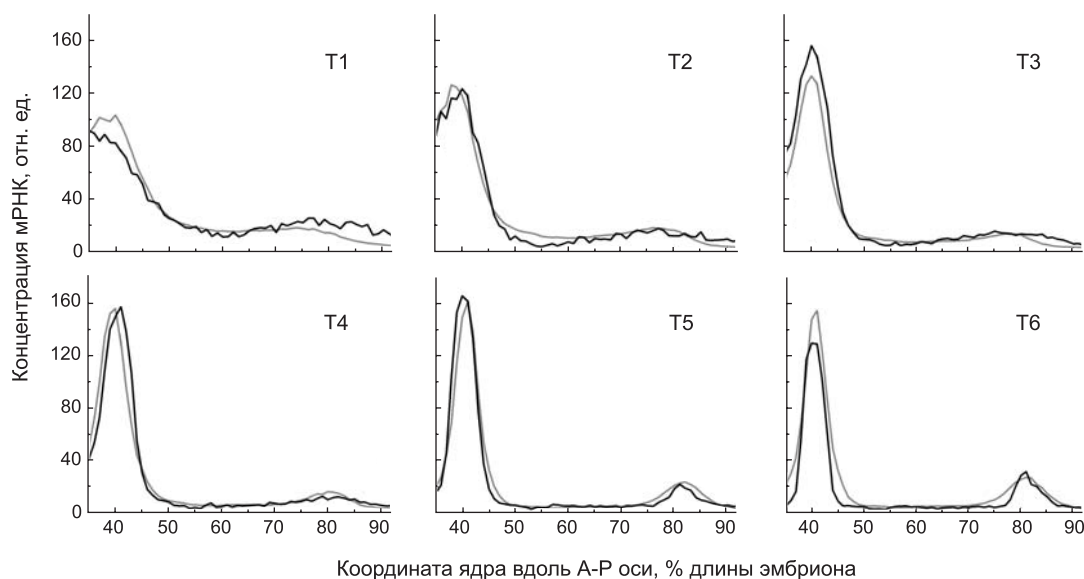 Концентрация мРНК, отн. ед.
160
120
80
40
0
T1
T2
T3
160
120
80
40
0
T4
T5
T6
40 50 60 70 80 90
40 50 60 70 80 90
40 50 60 70 80 90
Координата ядра вдоль A-P оси, % длины эмбриона